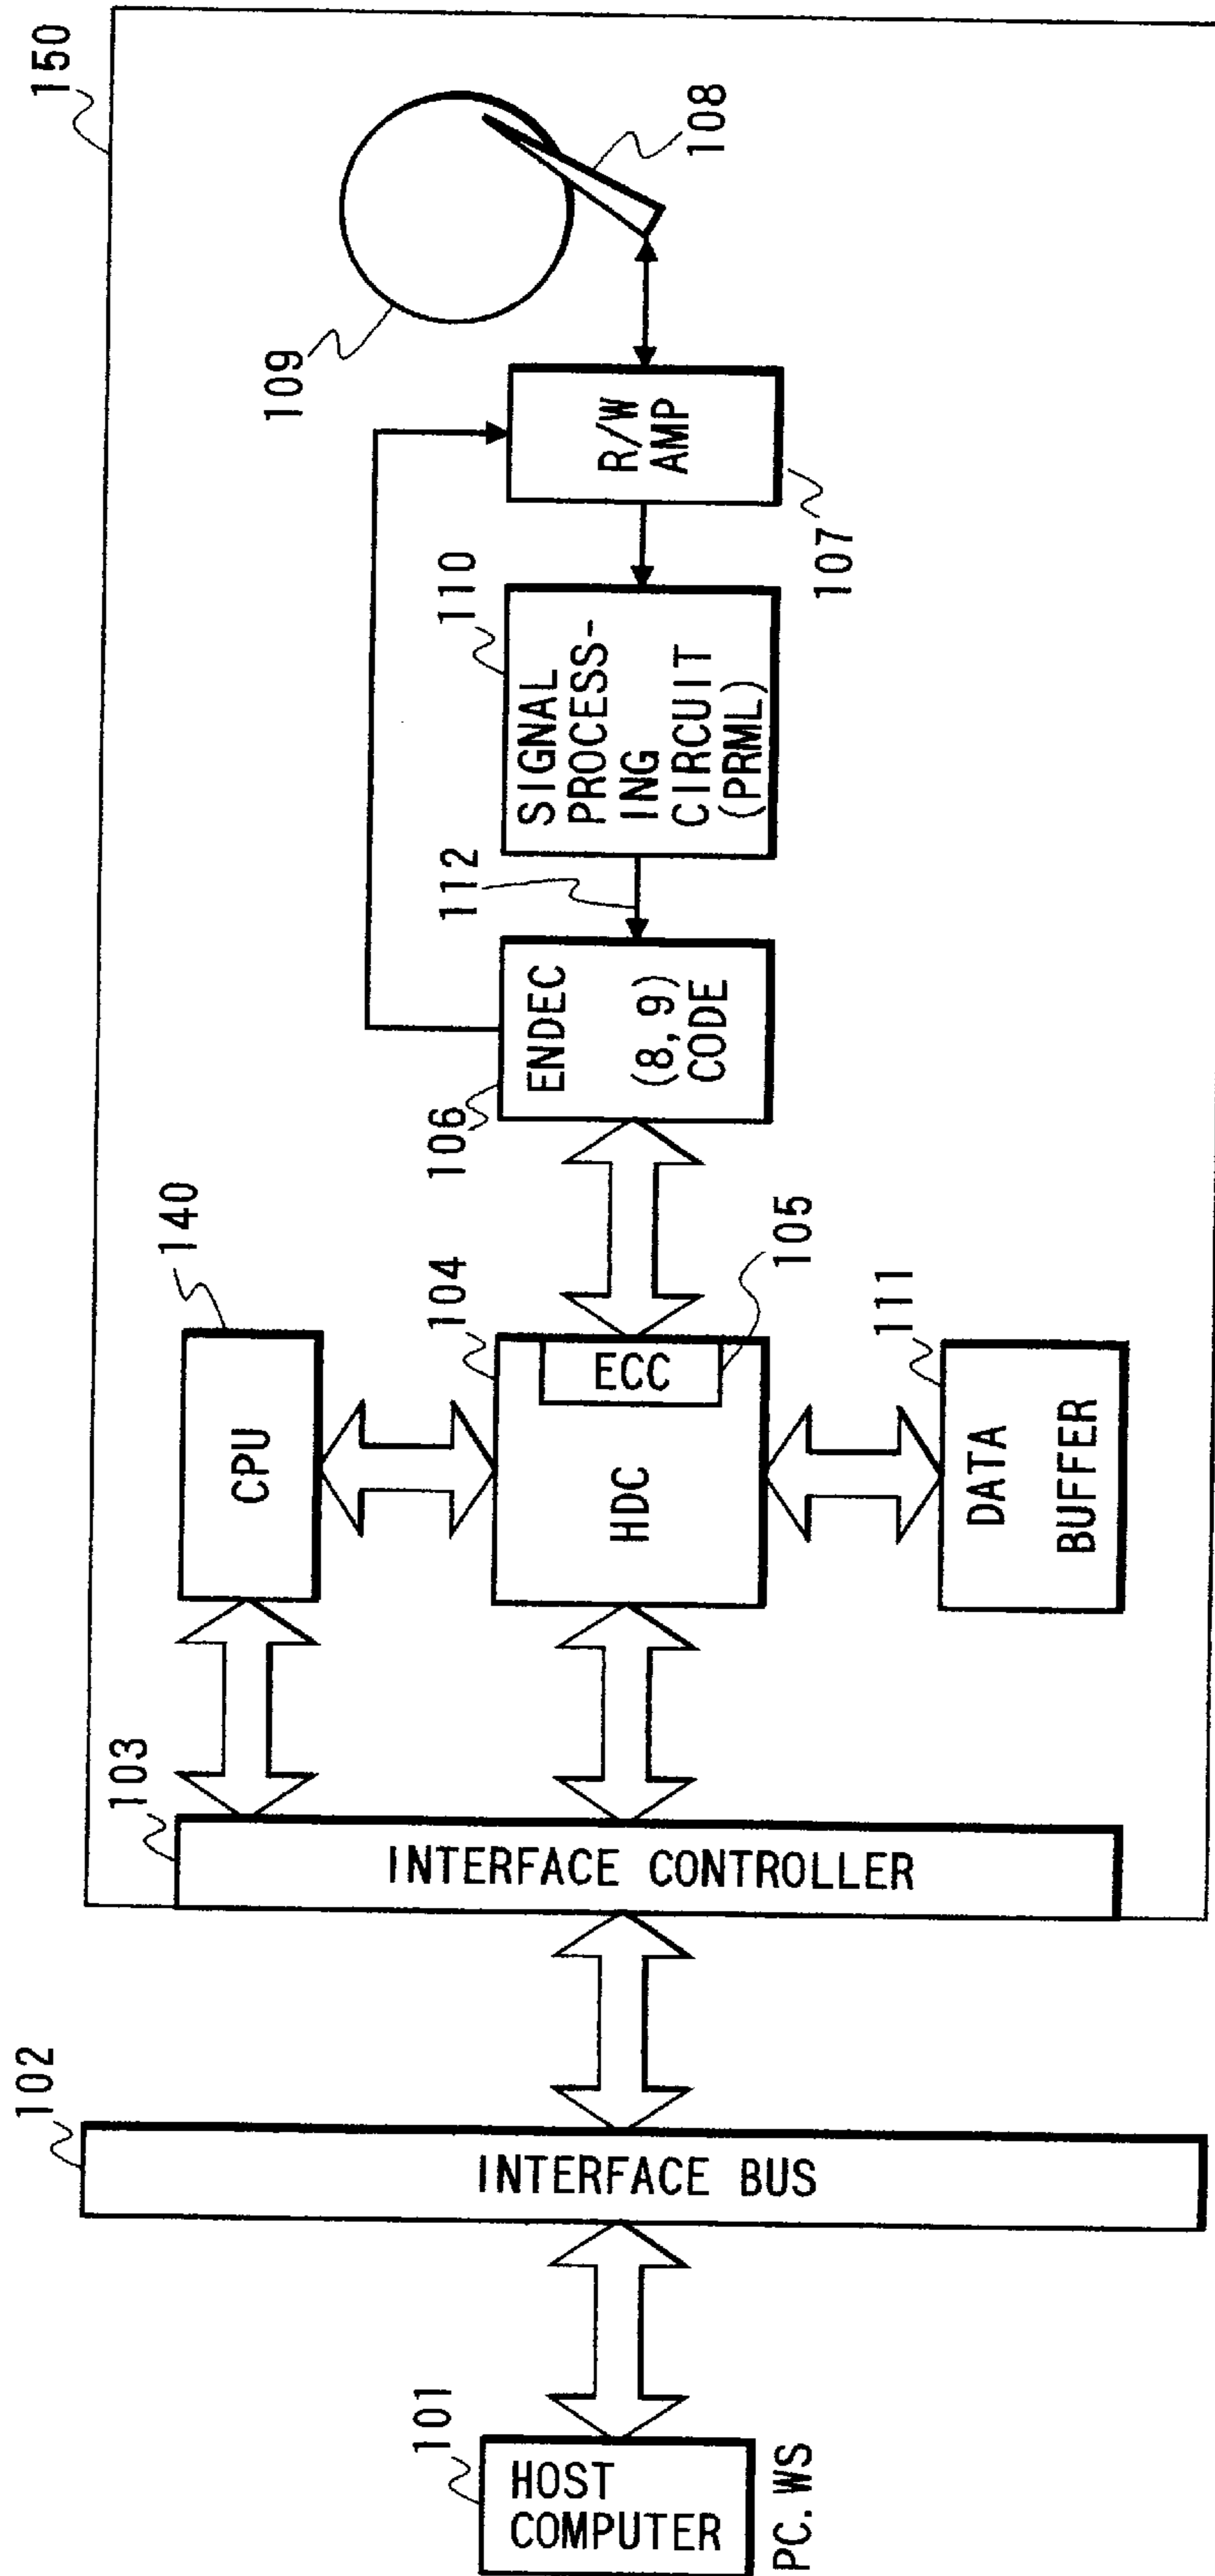 150
109
108
110
R/W
AMP
107
SIGNAL
PROCESS-
ING
CIRCUIT
(PRML)
112
106
ENDEC
(8, 9)
CODE
140
CPU
104
ECC
105
HDC
111
DATA
BUFFER
103
INTERFACE CONTROLLER
102
INTERFACE BUS
101
HOST
COMPUTER
PC. WS